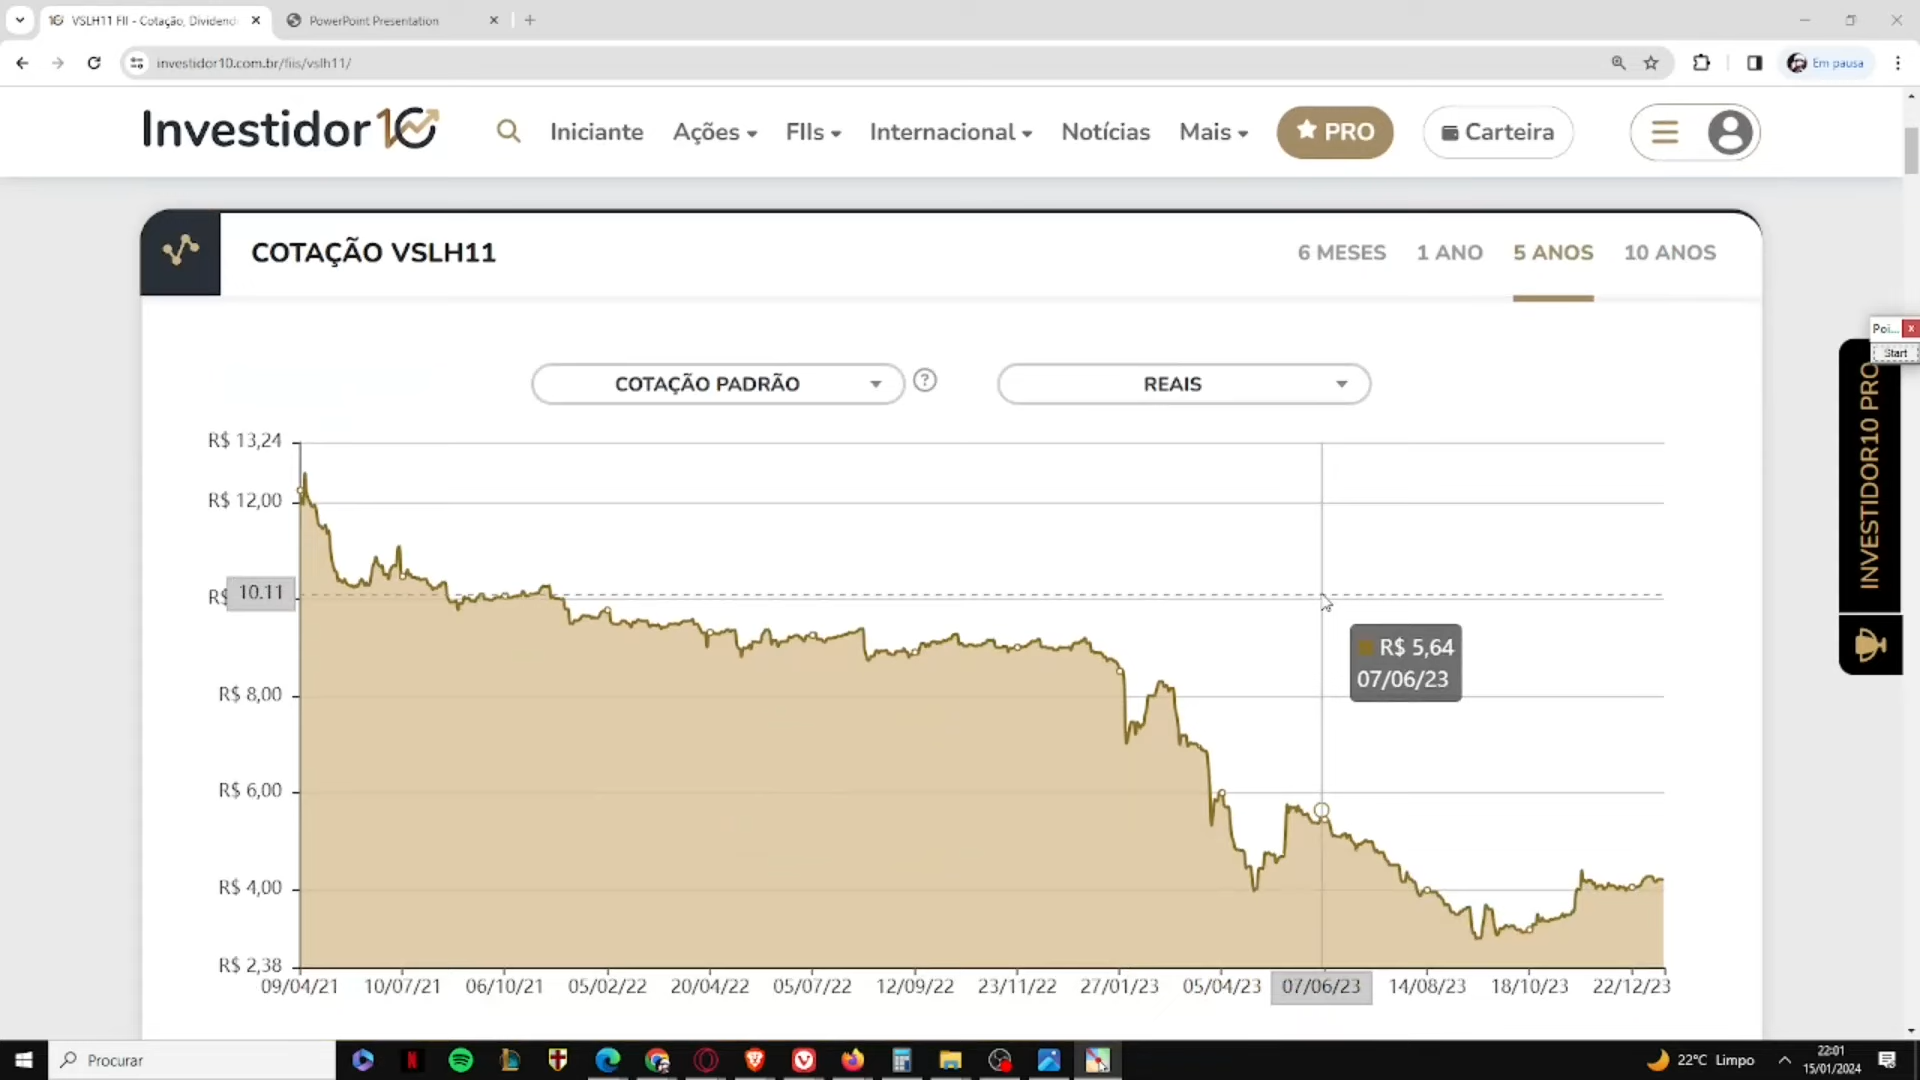 VSLH11 FII - Cotação, Dividend
PowerPoint Presentation
investidor10.com.br/fiis/vslh11/
Em pausa
Investidor 10
Iniciante
Ações
FIIs
Internacional
Notícias
Mais
PRO
Carteira
COTAÇÃO VSLH11
6 MESES
1 ANO
5 ANOS
10 ANOS
Poi...
x
Start
INVESTIDOR10 PRO
COTAÇÃO PADRÃO
?
REAIS
R$ 13,24
R$ 12,00
R$
10.11
R$ 8,00
R$ 6,00
R$ 4,00
R$ 2,38
R$ 5,64
07/06/23
09/04/21
10/07/21
06/10/21
05/02/22
20/04/22
05/07/22
12/09/22
23/11/22
27/01/23
05/04/23
07/06/23
14/08/23
18/10/23
22/12/23
Procurar
22°C Limpo
22:01
15/01/2024